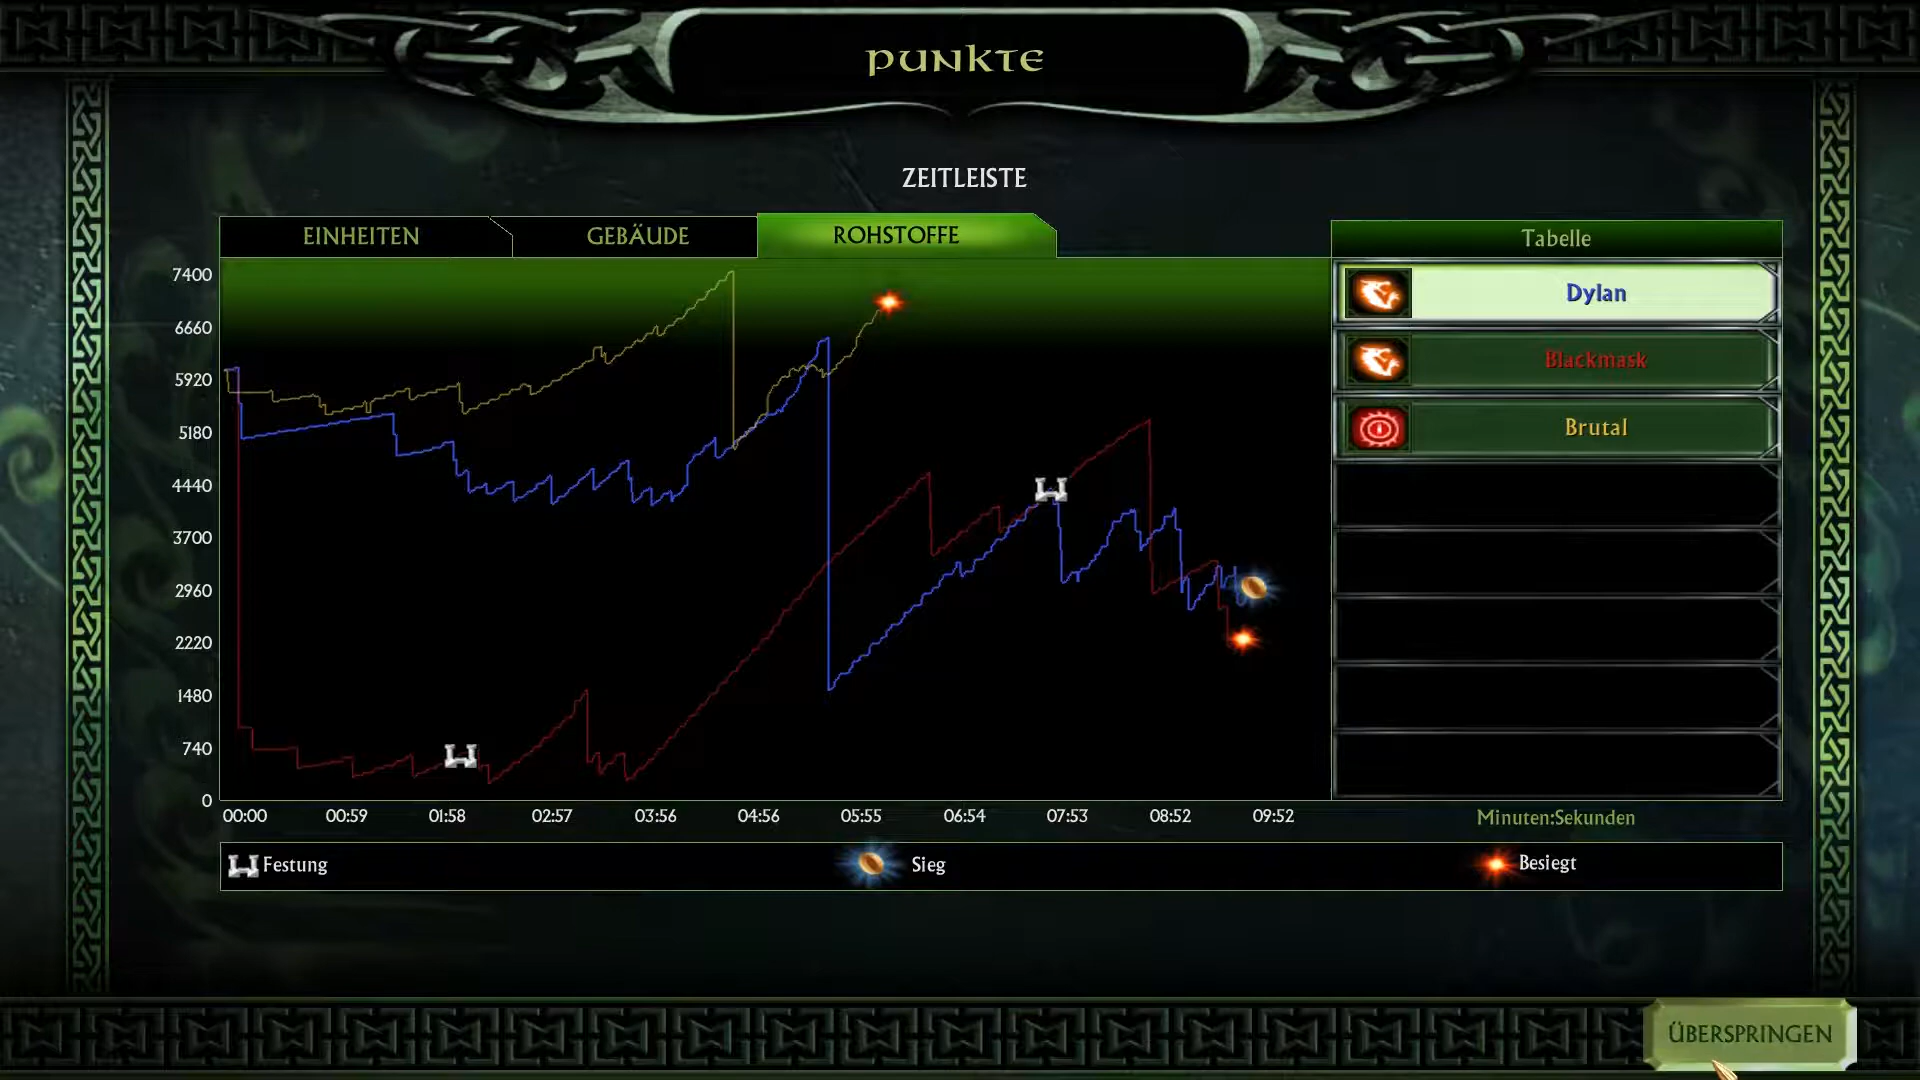 PUNKTE
ZEITLEISTE
EINHEITEN
GEBÄUDE
ROHSTOFFE
Tabelle
Dylan
Blackmask
Brutal
7400
6660
5920
5180
4440
3700
2960
2220
1480
740
0
00:00
00:59
01:58
02:57
03:56
04:56
05:55
06:54
07:53
08:52
09:52
Minuten:Sekunden
Festung
Sieg
Besiegt
ÜBERSPRINGEN